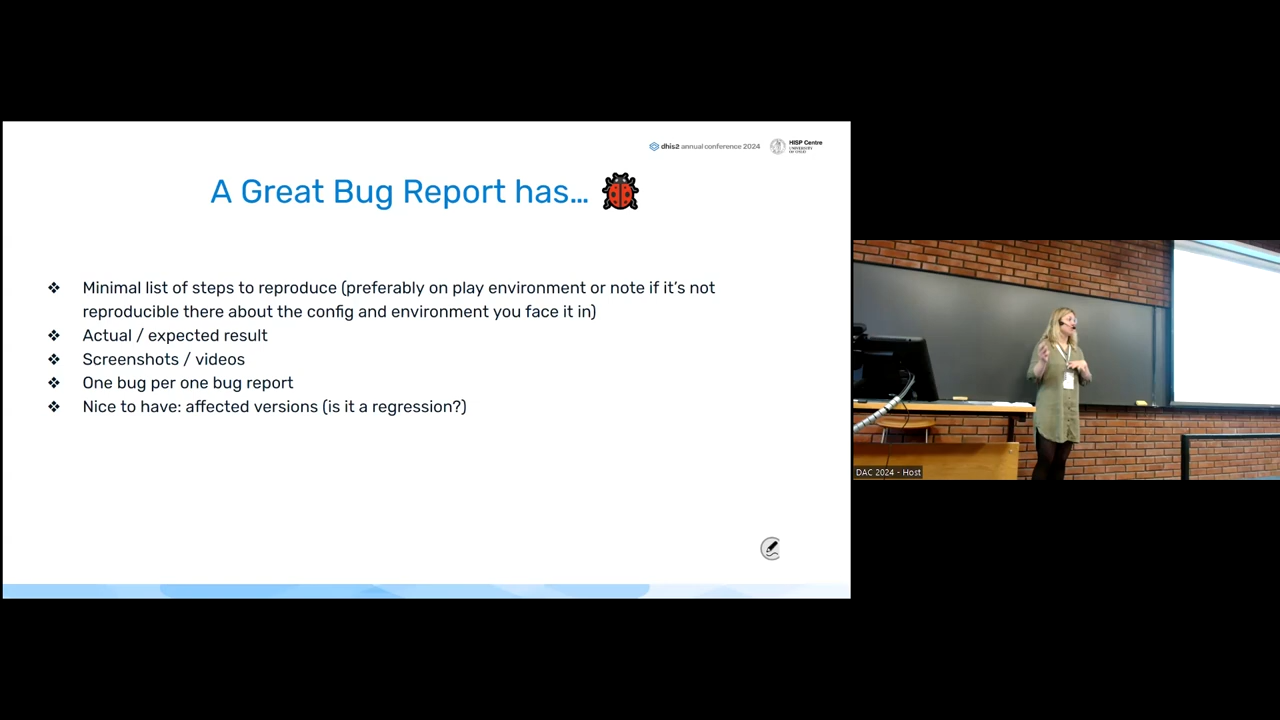 dhis2 annual conference 2024
HISP Centre
UNIVERSITY
OF OSLO
A Great Bug Report has...
❖ Minimal list of steps to reproduce (preferably on play environment or note if it's not
reproducible there about the config and environment you face it in)
❖ Actual / expected result
❖ Screenshots / videos
❖ One bug per one bug report
❖ Nice to have: affected versions (is it a regression?)
DAC 2024 - Host